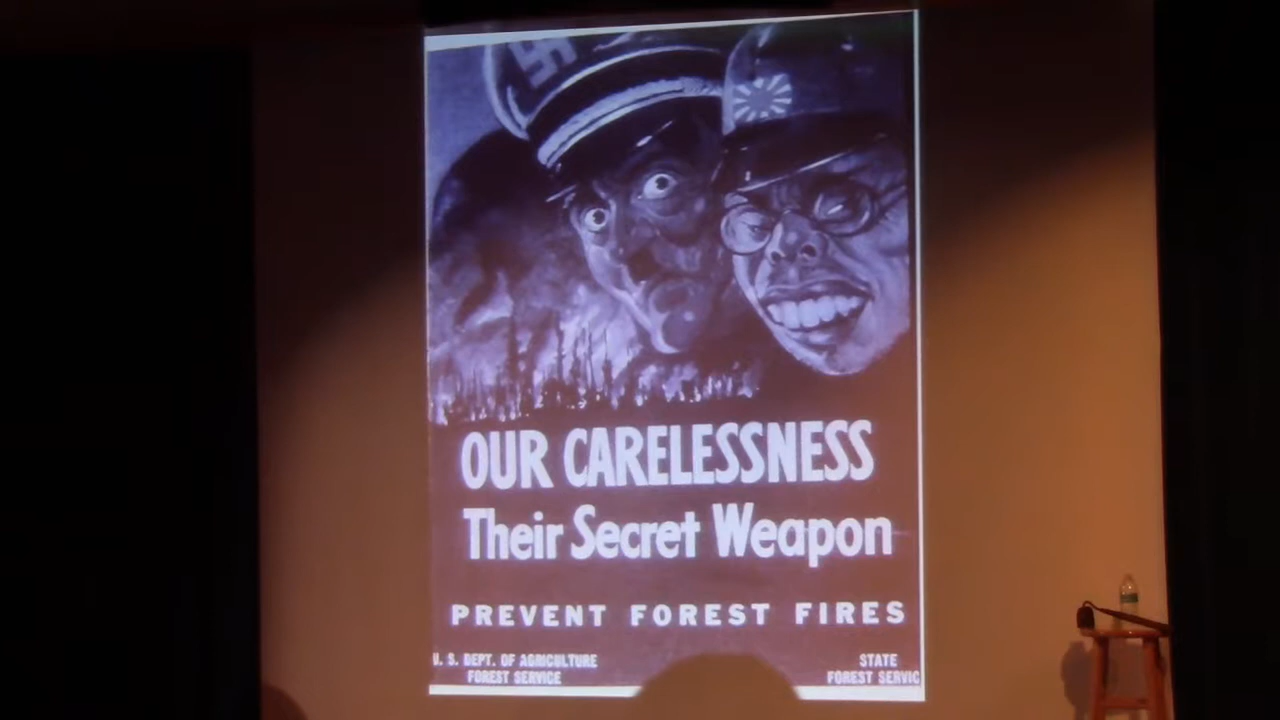 OUR CARELESSNESS
Their Secret Weapon
PREVENT FOREST FIRES
U. S. DEPT. OF AGRICULTURE
FOREST SERVICE
STATE
FOREST SERVIC